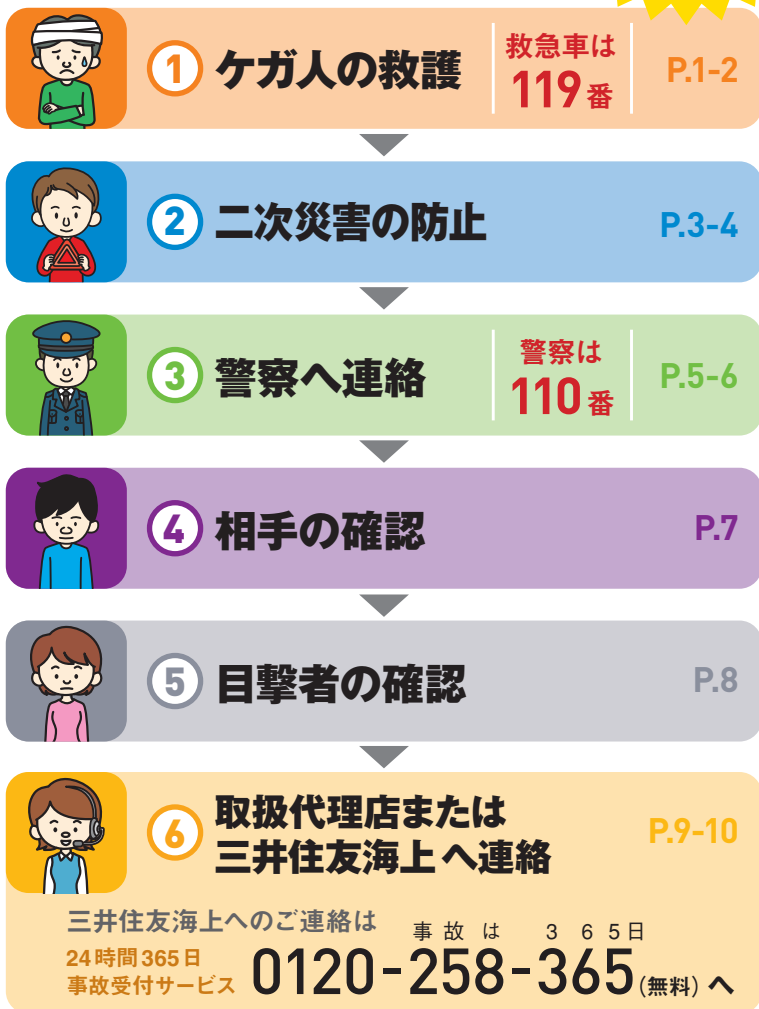 ① ケガ人の救護
救急車は
119番
P.1-2
② 二次災害の防止
P.3-4
③ 警察へ連絡
警察は
110番
P.5-6
④ 相手の確認
P.7
⑤ 目撃者の確認
P.8
⑥ 取扱代理店または
三井住友海上へ連絡
P.9-10
三井住友海上へのご連絡は
24時間365日
事故受付サービス
事故は 365日
0120-258-365(無料)へ